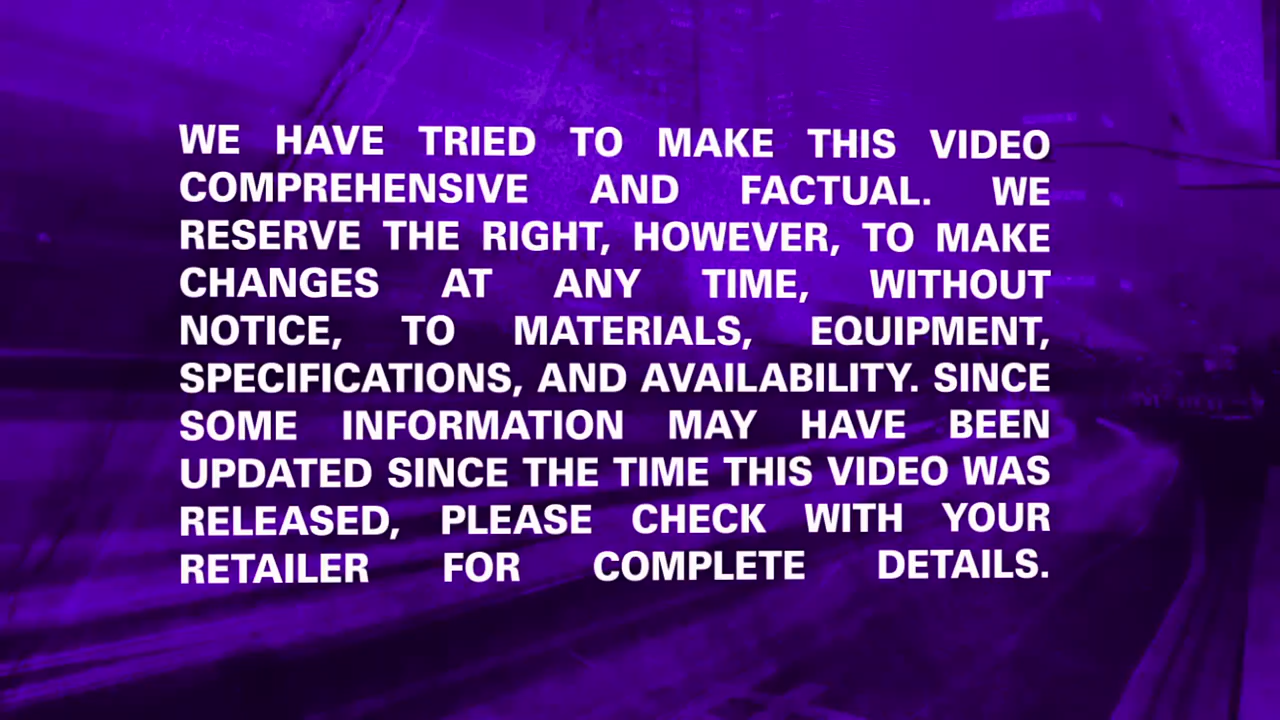 WE HAVE TRIED TO MAKE THIS VIDEO
COMPREHENSIVE AND FACTUAL. WE
RESERVE THE RIGHT, HOWEVER, TO MAKE
CHANGES AT ANY TIME, WITHOUT
NOTICE, TO MATERIALS, EQUIPMENT,
SPECIFICATIONS, AND AVAILABILITY. SINCE
SOME INFORMATION MAY HAVE BEEN
UPDATED SINCE THE TIME THIS VIDEO WAS
RELEASED, PLEASE CHECK WITH YOUR
RETAILER FOR COMPLETE DETAILS.